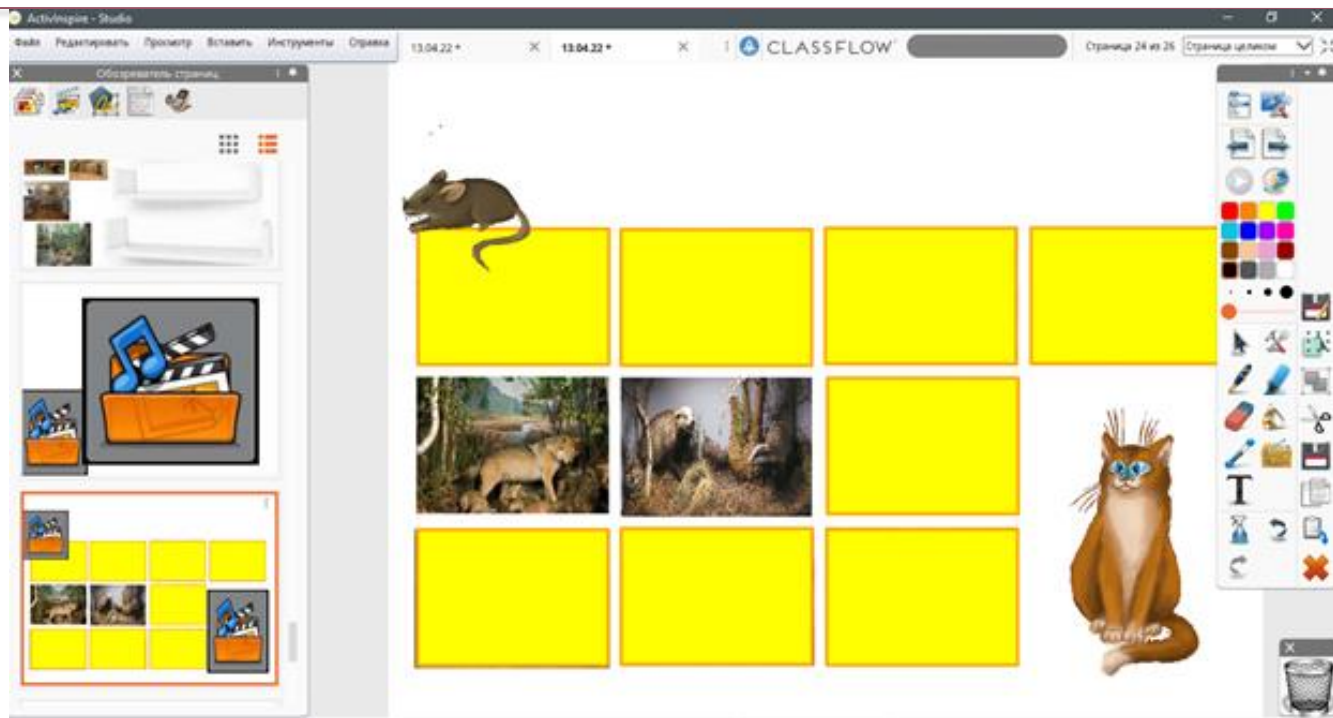 ActivInspire - Studio
Файл Редактировать Просмотр Вставить Инструменты Справка
13.04.22 *
13.04.22 *
CLASSFLOW
Страница 24 из 26
Страница целиком
Обозреватель страниц
T